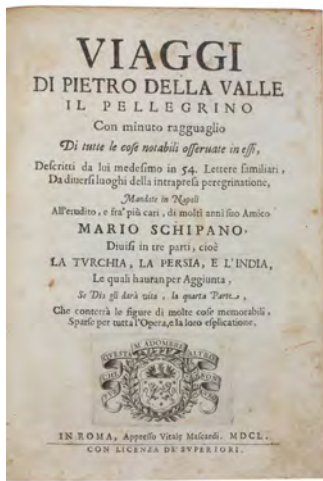 VIAGGI
DI PIETRO DELLA VALLE
IL PELLEGRINO
Con minuto ragguaglio
Di tutte le cose notabili osseruate in essi,
Descritti da lui medesimo in 54. Lettere familiari,
Da diuersi luoghi della intrapresa peregrinatione,
Mandate in Napoli
All'erudito, e fra' più cari, di molti anni suo Amico
MARIO SCHIPANO,
Diuisi in tre parti, cioè
LA TVRCHIA, LA PERSIA, E L'INDIA,
Le quali hauran per Aggiunta,
Se Dio gli darà vita, la quarta Parte,
Che conterrà le figure di molte cose memorabili,
Sparse per tutta l'Opera, e la loro esplicatione.
M'ADOMBRE
QVESTA
ALTRO
CHE
NON
IN ROMA, Appresso Vitale Mascardi. MDCL.
CON LICENZA DE' SVPERIORI.